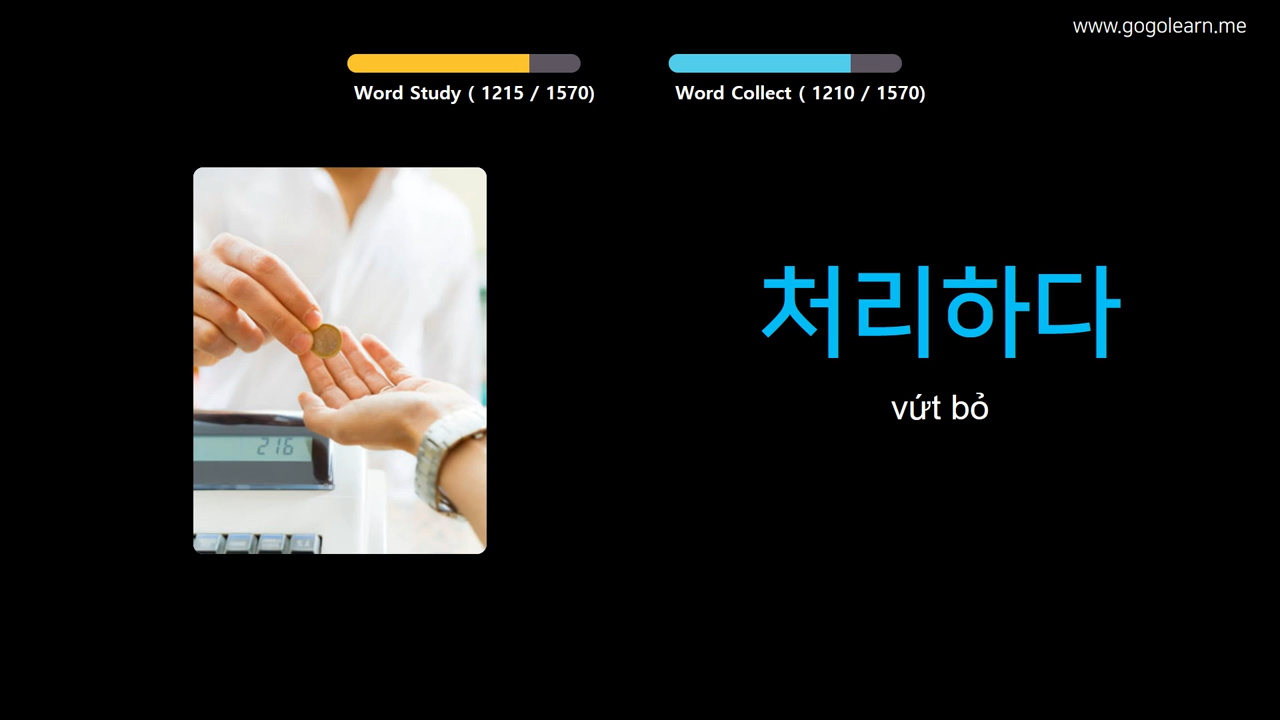 www.gogolearn.me
Word Study ( 1215 / 1570)
Word Collect ( 1210 / 1570)
처리하다
vứt bỏ
216